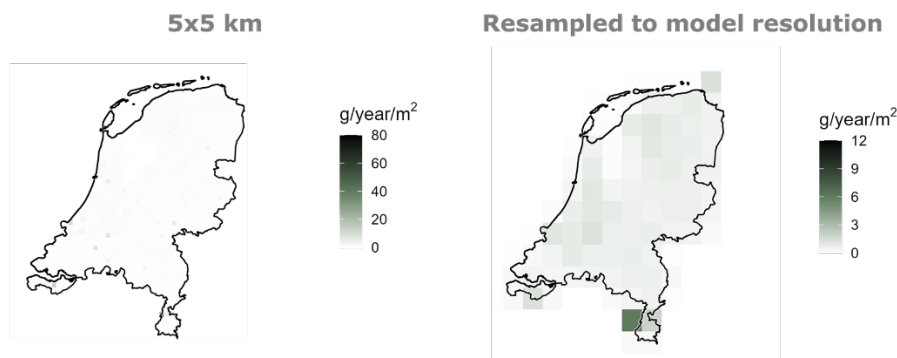 5x5 km
Resampled to model resolution
g/year/m²
80
60
40
20
0
g/year/m²
12
9
6
3
0